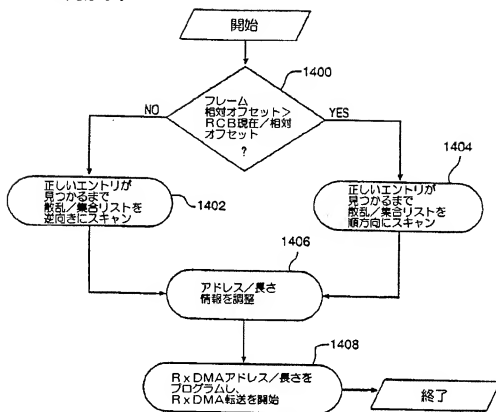 開始
1400
フレーム
相対オフセット>
RCB現在/相対
オフセット
?
NO
YES
正しいエントリが
見つかるまで
散乱/集合リストを
逆向きにスキャン
1402
1404
正しいエントリが
見つかるまで
散乱/集合リストを
順方向にスキャン
1406
アドレス/長さ
情報を調整
1408
RxDMAアドレス/長さを
プログラムし、
RxDMA転送を開始
終了